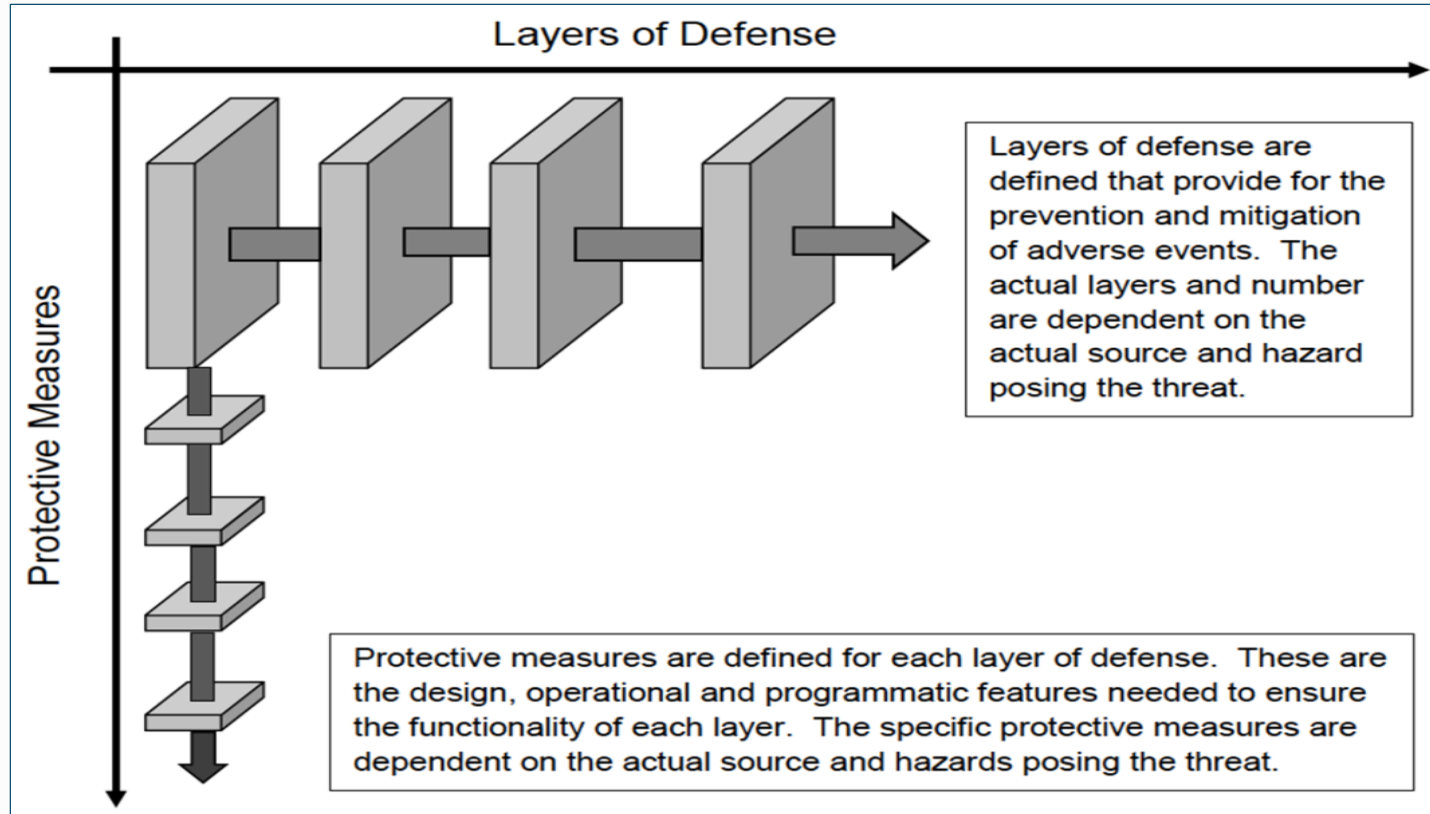 Layers of Defense
Protective Measures
Layers of defense are
defined that provide for the
prevention and mitigation
of adverse events.  The
actual layers and number
are dependent on the
actual source and hazard
posing the threat.
Protective measures are defined for each layer of defense.  These are
the design, operational and programmatic features needed to ensure
the functionality of each layer.  The specific protective measures are
dependent on the actual source and hazards posing the threat.